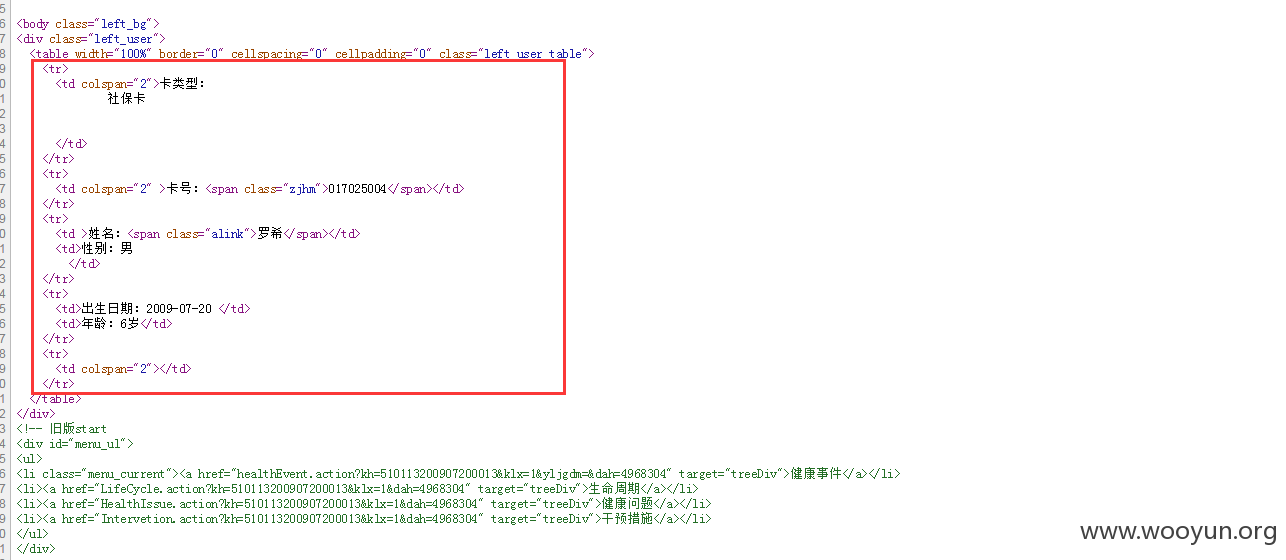 5
6 <body class="left_bg">
7 <div class="left_user">
8 <table width="100%" border="0" cellspacing="0" cellpadding="0" class="left_user_table">
9 <tr>
0 <td colspan="2">卡类型：
1 社保卡
2
3
4 </td>
5 </tr>
6 <tr>
7 <td colspan="2" >卡号：<span class="zjhm">017025004</span></td>
8 </tr>
9 <tr>
0 <td >姓名：<span class="alink">罗希</span></td>
1 <td>性别：男
2 </td>
3 </tr>
4 <tr>
5 <td>出生日期：2009-07-20 </td>
6 <td>年龄：6岁</td>
7 </tr>
8 <tr>
9 <td colspan="2"></td>
0 </tr>
1 </table>
2 </div>
3 <!-- 旧版start
4 <div id="menu_ul">
5 <ul>
6 <li class="menu_current"><a href="healthEvent.action?kh=510113200907200013&klx=1&yljgdm=&dah=4968304" target="treeDiv">健康事件</a></li>
7 <li><a href="LifeCycle.action?kh=510113200907200013&klx=1&dah=4968304" target="treeDiv">生命周期</a></li>
8 <li><a href="HealthIssue.action?kh=510113200907200013&klx=1&dah=4968304" target="treeDiv">健康问题</a></li>
9 <li><a href="Intervetion.action?kh=510113200907200013&klx=1&dah=4968304" target="treeDiv">干预措施</a></li>
0 </ul>
1 </div>
www.wooyun.org